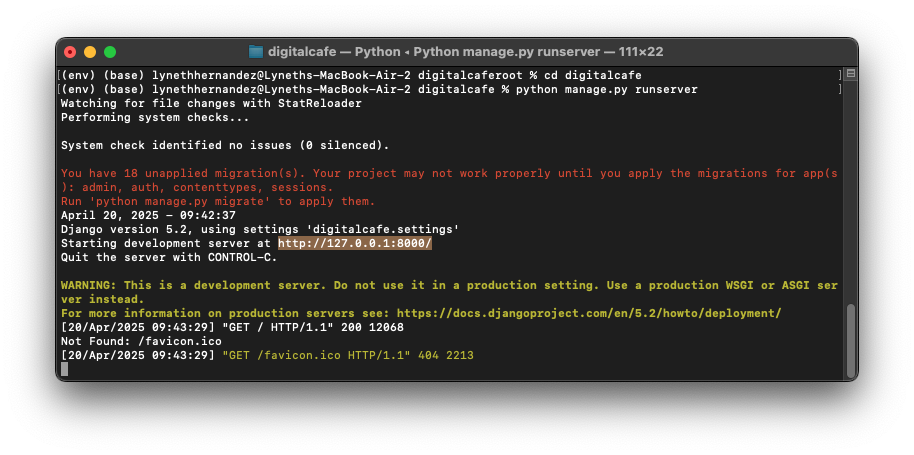 digitalcafe — Python ◂ Python manage.py runserver — 111×22
[(env) (base) lynethhernandez@Lyneths-MacBook-Air-2 digitalcaferoot % cd digitalcafe ]
[(env) (base) lynethhernandez@Lyneths-MacBook-Air-2 digitalcafe % python manage.py runserver ]
Watching for file changes with StatReloader
Performing system checks...
System check identified no issues (0 silenced).
You have 18 unapplied migration(s). Your project may not work properly until you apply the migrations for app(s
): admin, auth, contenttypes, sessions.
Run 'python manage.py migrate' to apply them.
April 20, 2025 - 09:42:37
Django version 5.2, using settings 'digitalcafe.settings'
Starting development server at http://127.0.0.1:8000/
Quit the server with CONTROL-C.
WARNING: This is a development server. Do not use it in a production setting. Use a production WSGI or ASGI ser
ver instead.
For more information on production servers see: https://docs.djangoproject.com/en/5.2/howto/deployment/
[20/Apr/2025 09:43:29] "GET / HTTP/1.1" 200 12068
Not Found: /favicon.ico
[20/Apr/2025 09:43:29] "GET /favicon.ico HTTP/1.1" 404 2213